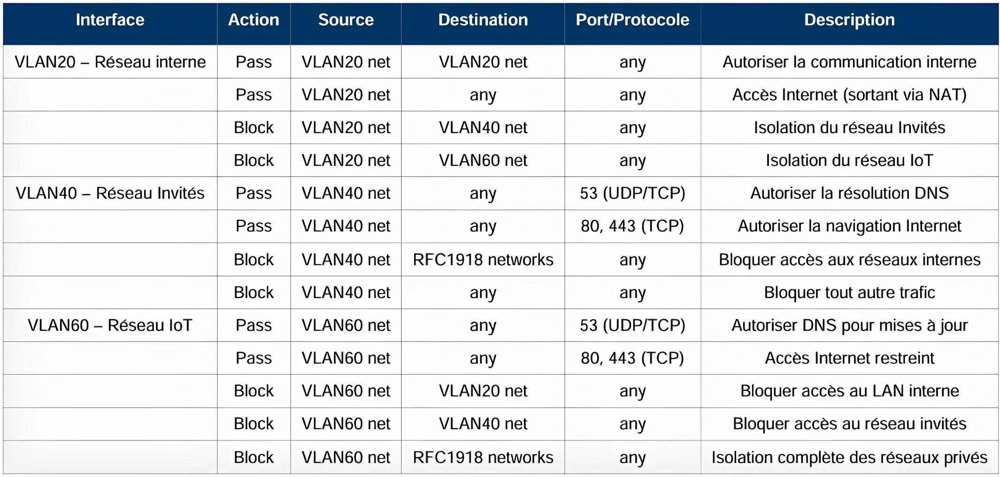 Interface Action Source Destination Port/Protocole Description
VLAN20 – Réseau interne Pass VLAN20 net VLAN20 net any Autoriser la communication interne
Pass VLAN20 net any any Accès Internet (sortant via NAT)
Block VLAN20 net VLAN40 net any Isolation du réseau Invités
Block VLAN20 net VLAN60 net any Isolation du réseau IoT
VLAN40 – Réseau Invités Pass VLAN40 net any 53 (UDP/TCP) Autoriser la résolution DNS
Pass VLAN40 net any 80, 443 (TCP) Autoriser la navigation Internet
Block VLAN40 net RFC1918 networks any Bloquer accès aux réseaux internes
Block VLAN40 net any any Bloquer tout autre trafic
VLAN60 – Réseau IoT Pass VLAN60 net any 53 (UDP/TCP) Autoriser DNS pour mises à jour
Pass VLAN60 net any 80, 443 (TCP) Accès Internet restreint
Block VLAN60 net VLAN20 net any Bloquer accès au LAN interne
Block VLAN60 net VLAN40 net any Bloquer accès au réseau invités
Block VLAN60 net RFC1918 networks any Isolation complète des réseaux privés